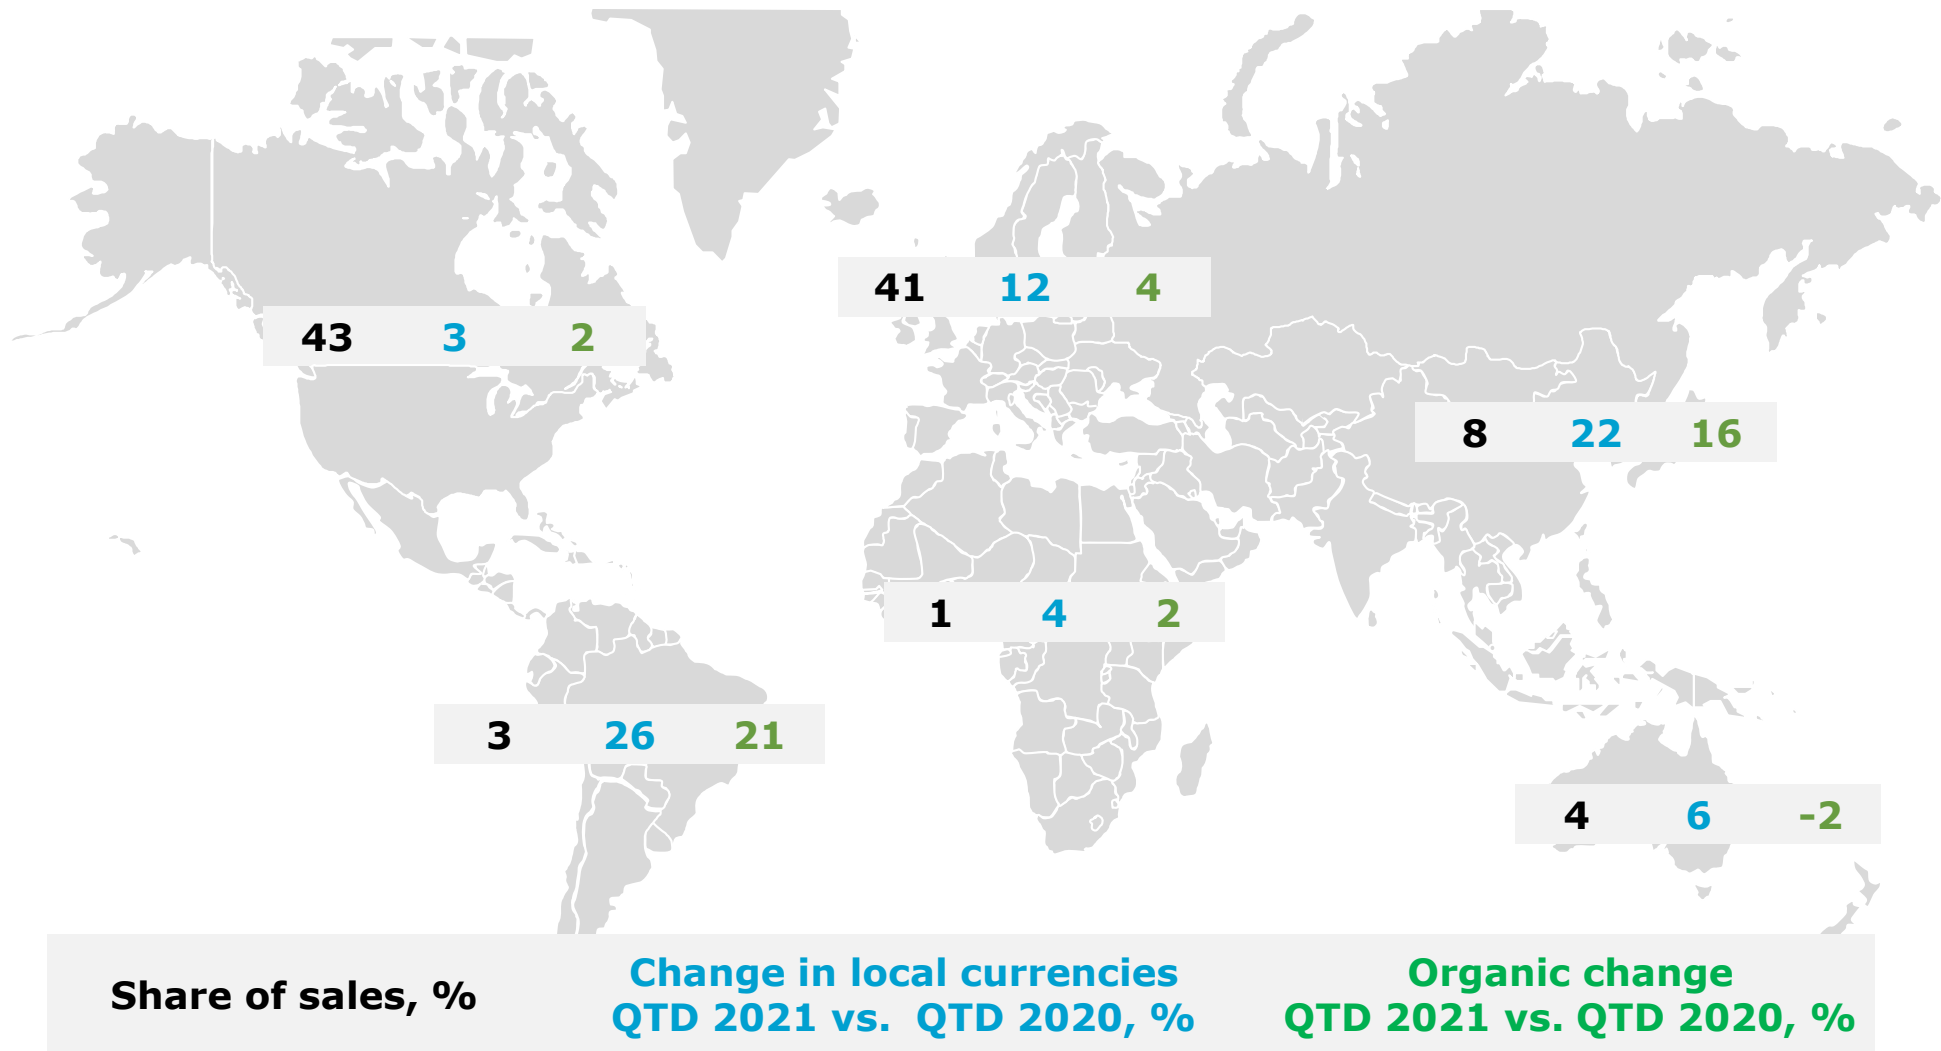 41 12 4
43 3 2
8 22 16
1 4 2
3 26 21
4 6 -2
Share of sales, %
Change in local currencies
QTD 2021 vs. QTD 2020, %
Organic change
QTD 2021 vs. QTD 2020, %